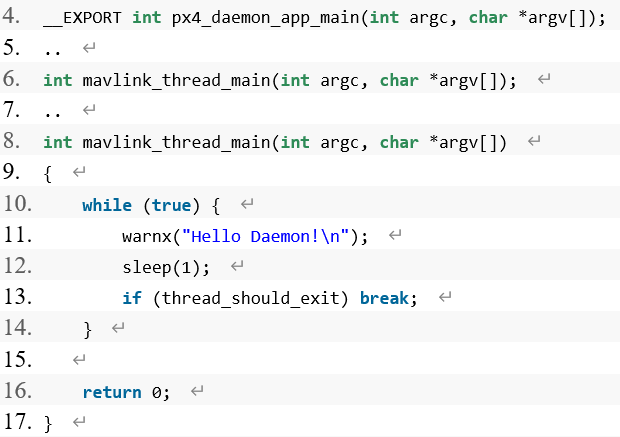 4. __EXPORT int px4_daemon_app_main(int argc, char *argv[]);
5. .. ↵
6. int mavlink_thread_main(int argc, char *argv[]); ↵
7. .. ↵
8. int mavlink_thread_main(int argc, char *argv[]) ↵
9. { ↵
10.     while (true) { ↵
11.         warnx("Hello Daemon!\n"); ↵
12.         sleep(1); ↵
13.         if (thread_should_exit) break; ↵
14.     } ↵
15. ↵
16.     return 0; ↵
17. } ↵